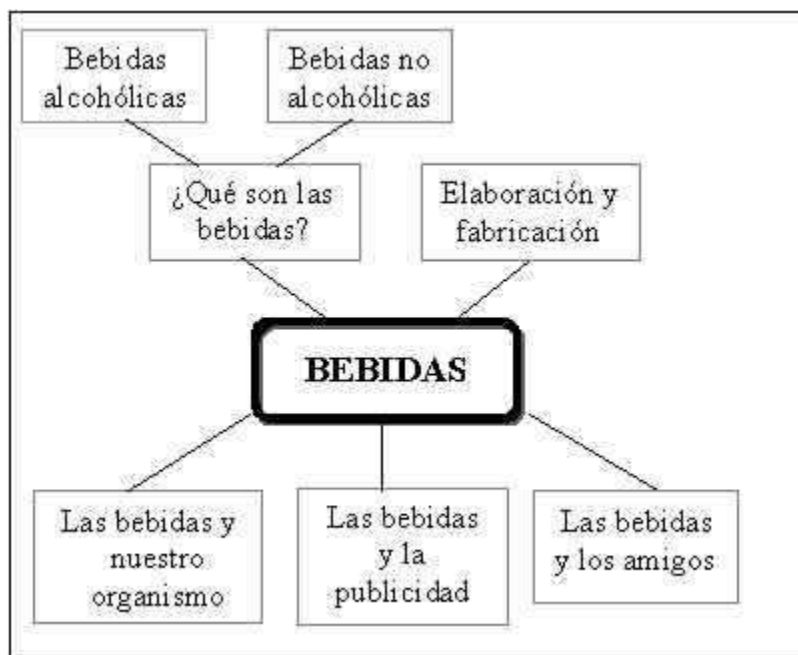 Bebidas
alcohólicas
Bebidas no
alcohólicas
¿Qué son las
bebidas?
Elaboración y
fabricación
BEBIDAS
Las bebidas y
nuestro
organismo
Las bebidas
y la
publicidad
Las bebidas
y los amigos